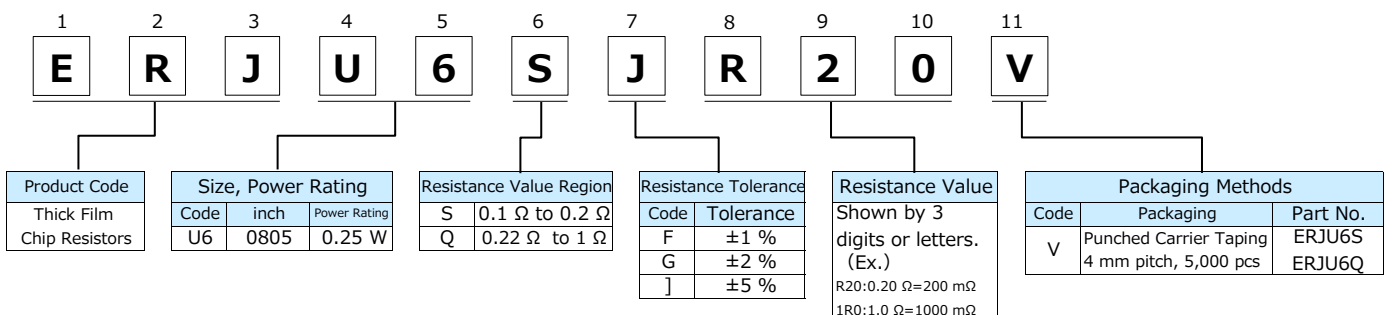 1 2 3 4 5 6 7 8 9 10 11
E R J U 6 S J R 2 0 V
Product Code
Thick Film
Chip Resistors
Size, Power Rating
Code inch Power Rating
U6 0805 0.25 W
Resistance Value Region
S 0.1 Ω to 0.2 Ω
Q 0.22 Ω to 1 Ω
Resistance Tolerance
Code Tolerance
F ±1 %
G ±2 %
J ±5 %
Resistance Value
Shown by 3
digits or letters.
（Ex.）
R20:0.20 Ω=200 mΩ
1R0:1.0 Ω=1000 mΩ
Packaging Methods
Code Packaging Part No.
V Punched Carrier Taping ERJU6S
4 mm pitch, 5,000 pcs ERJU6Q